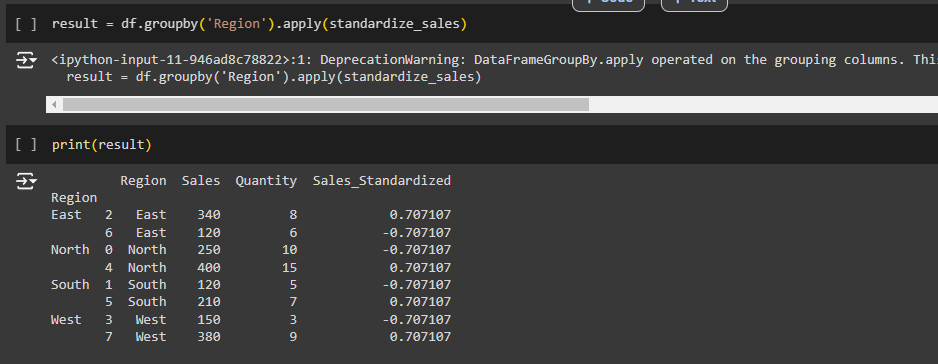 + Code + Text
[ ] result = df.groupby('Region').apply(standardize_sales)
<ipython-input-11-946ad8c78822>:1: DeprecationWarning: DataFrameGroupBy.apply operated on the grouping columns. This
result = df.groupby('Region').apply(standardize_sales)
[ ] print(result)
Region Sales Quantity Sales_Standardized
Region
East 2 East 340 8 0.707107
6 East 120 6 -0.707107
North 0 North 250 10 -0.707107
4 North 400 15 0.707107
South 1 South 120 5 -0.707107
5 South 210 7 0.707107
West 3 West 150 3 -0.707107
7 West 380 9 0.707107